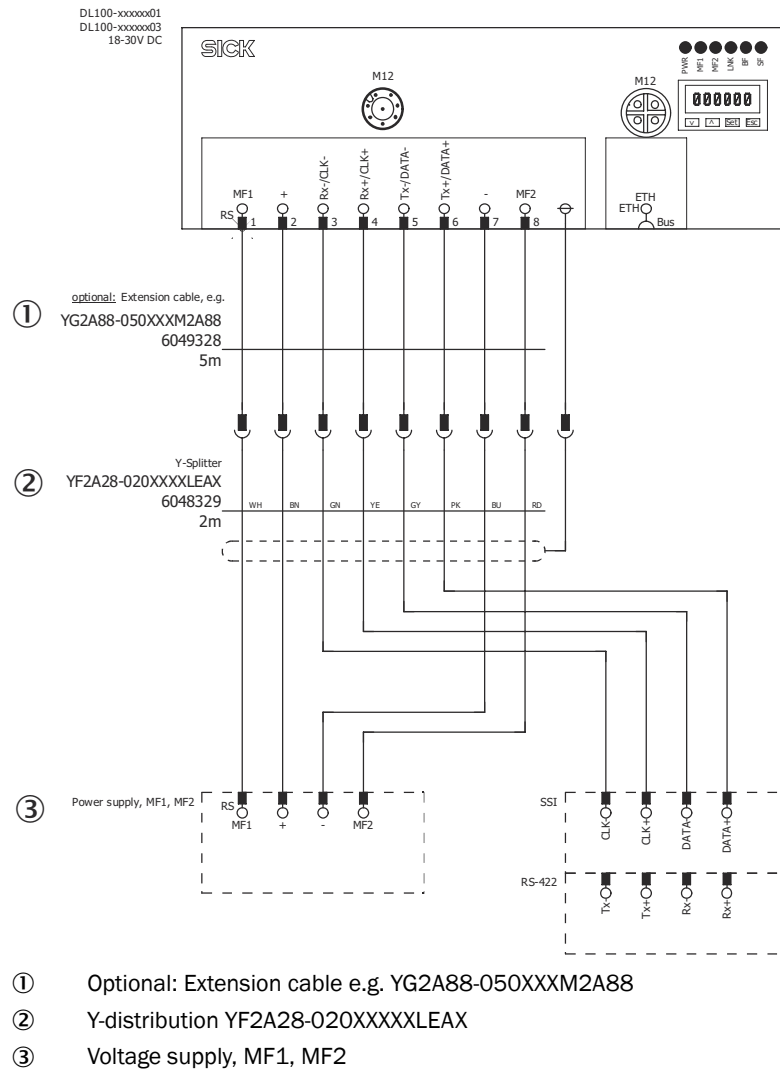 DL100-xxxxxx01
DL100-xxxxxx03
18-30V DC
SICK
M12
M12
PWR
MF1
MF2
LNK
BF
SF
000000
Set
Esc
MF1
+
Rx-/CLK-
Rx+/CLK+
Tx-/DATA-
Tx+/DATA+
-
MF2
RS
1
2
3
4
5
6
7
8
ETH
ETH
Bus
①
optional: Extension cable, e.g.
YG2A88-050XXXM2A88
6049328
5m
②
Y-Splitter
YF2A28-020XXXXLEAX
6048329
2m
WH BN GN YE GY PK BU RD
③
Power supply, MF1, MF2
RS
MF1 + - MF2
SSI
CLK-
CLK+
DATA-
DATA+
RS-422
Tx-
Tx+
Rx-
Rx+
① Optional: Extension cable e.g. YG2A88-050XXXM2A88
② Y-distribution YF2A28-020XXXXXLEAX
③ Voltage supply, MF1, MF2